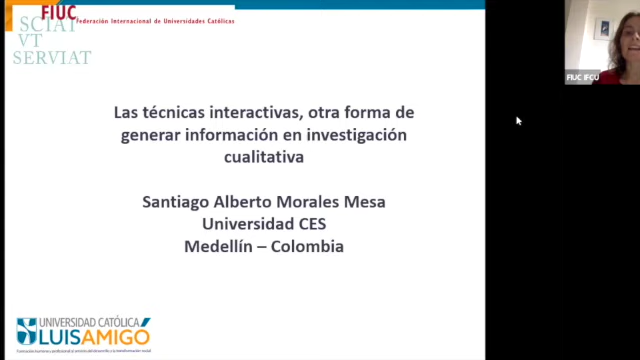 FIUC Federación Internacional de Universidades Católicas
SCIAT
VT
SERVIAT
FIUC IFCU
Las técnicas interactivas, otra forma de
generar información en investigación
cualitativa
Santiago Alberto Morales Mesa
Universidad CES
Medellín – Colombia
UNIVERSIDAD CATÓLICA
LUIS AMIGÓ